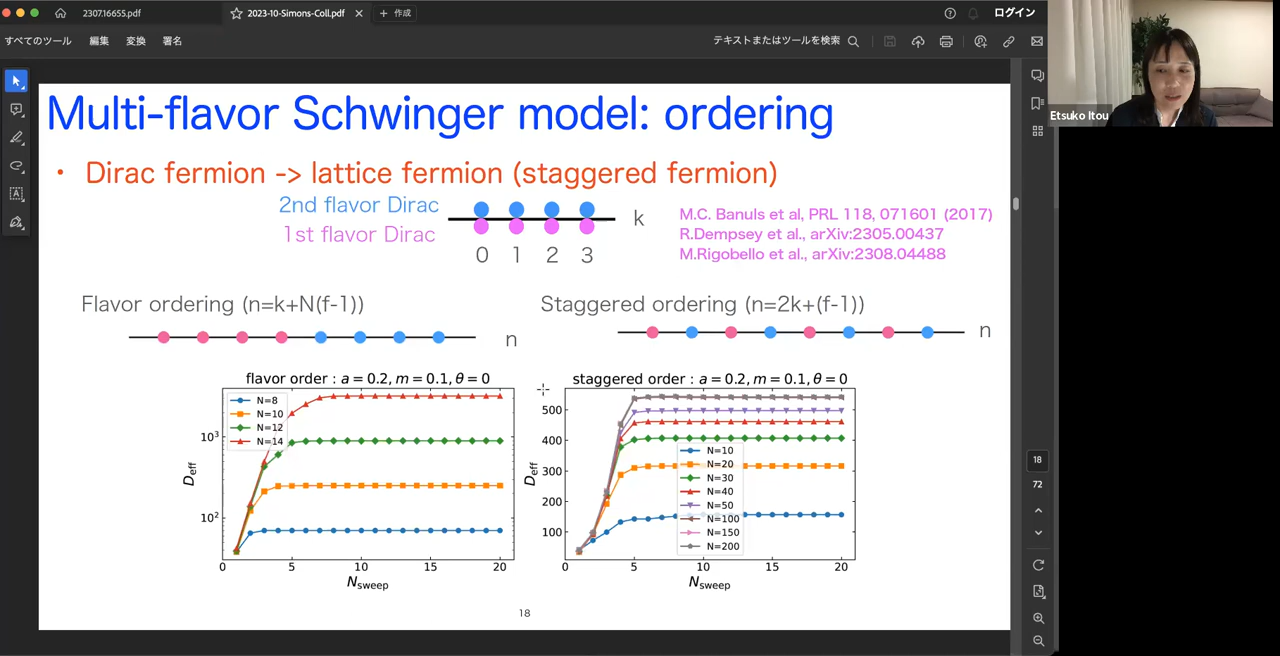 2307.16655.pdf
2023-10-Simons-Coll.pdf
作成
ログイン
すべてのツール
編集
変換
署名
テキストまたはツールを検索
Etsuko Itou
Multi-flavor Schwinger model: ordering
・ Dirac fermion -> lattice fermion (staggered fermion)
2nd flavor Dirac
1st flavor Dirac
k
0 1 2 3
M.C. Banuls et al, PRL 118, 071601 (2017)
R.Dempsey et al., arXiv:2305.00437
M.Rigobello et al., arXiv:2308.04488
Flavor ordering (n=k+N(f-1))
n
Staggered ordering (n=2k+(f-1))
n
flavor order : a = 0.2, m = 0.1, θ = 0
N=8
N=10
N=12
N=14
10³
10²
D_eff
0 5 10 15 20
N_sweep
staggered order : a = 0.2, m = 0.1, θ = 0
500
400
300
200
100
D_eff
N=10
N=20
N=30
N=40
N=50
N=100
N=150
N=200
0 5 10 15 20
N_sweep
18
18
72